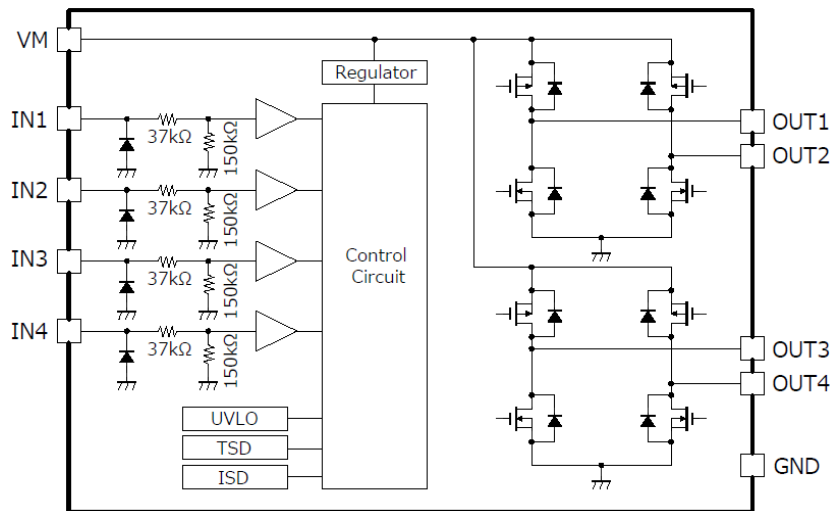 VM
Regulator
IN1
37kΩ
150kΩ
OUT1
IN2
37kΩ
150kΩ
OUT2
IN3
37kΩ
150kΩ
Control
Circuit
IN4
37kΩ
150kΩ
OUT3
OUT4
UVLO
TSD
ISD
GND